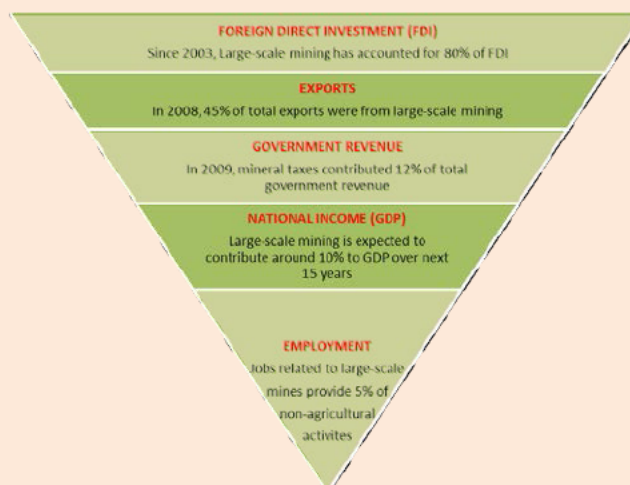 FOREIGN DIRECT INVESTMENT (FDI)
Since 2003, Large-scale mining has accounted for 80% of FDI
EXPORTS
In 2008, 45% of total exports were from large-scale mining
GOVERNMENT REVENUE
In 2009, mineral taxes contributed 12% of total
government revenue
NATIONAL INCOME (GDP)
Large-scale mining is expected to
contribute around 10% to GDP over next
15 years
EMPLOYMENT
Jobs related to large-scale
mines provide 5% of
non-agricultural
activites